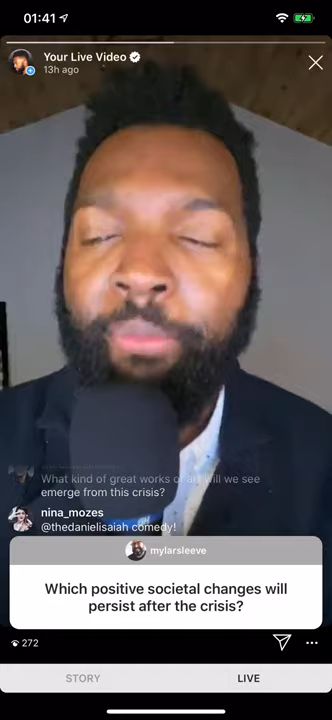 01:41
Your Live Video
13h ago
What kind of great works of art will we see
emerge from this crisis?
nina_mozes
@thedanielisaiah comedy!
mylarsleeve
Which positive societal changes will
persist after the crisis?
272
STORY
LIVE